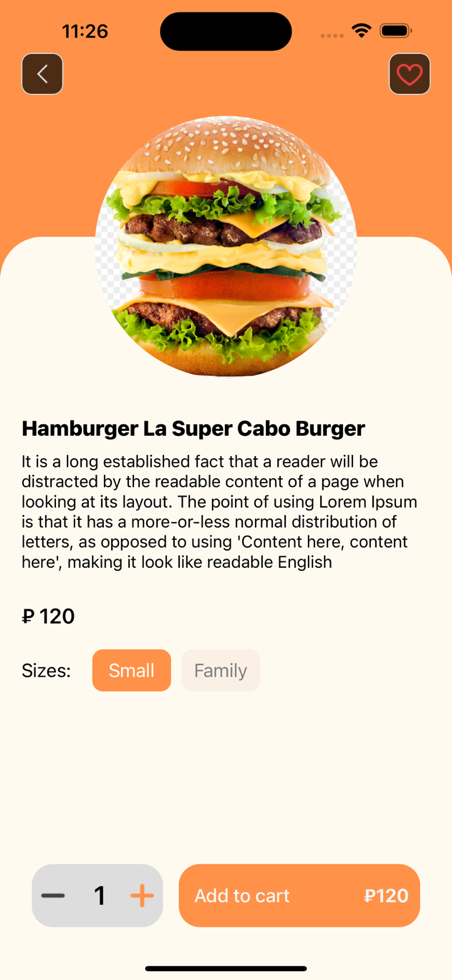 11:26
Hamburger La Super Cabo Burger
It is a long established fact that a reader will be
distracted by the readable content of a page when
looking at its layout. The point of using Lorem Ipsum
is that it has a more-or-less normal distribution of
letters, as opposed to using 'Content here, content
here', making it look like readable English
₽ 120
Sizes: Small Family
1 Add to cart ₽120